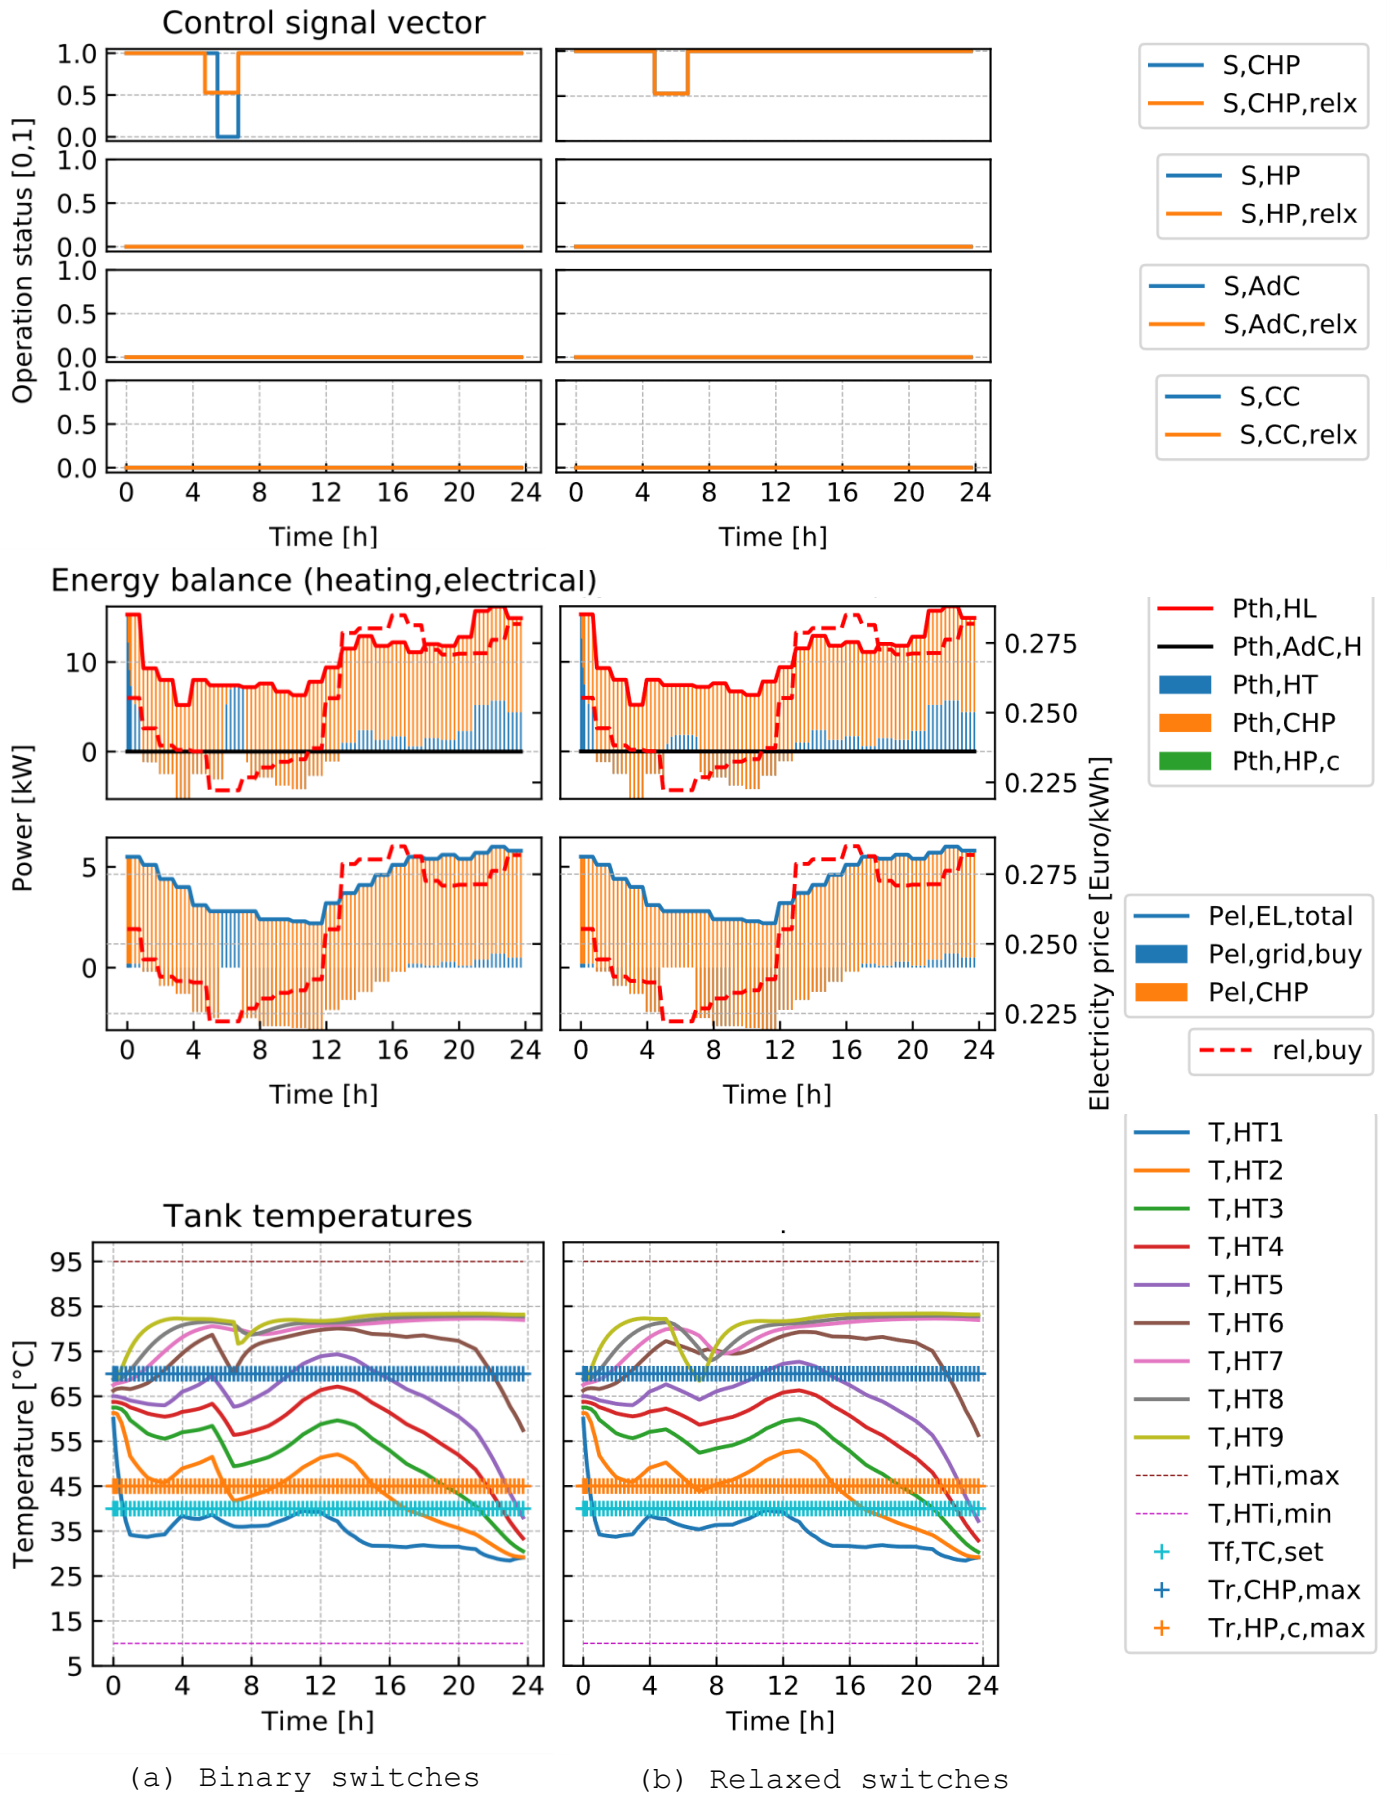 Control signal vector
Operation status [0,1]
1.0
0.5
0.0
1.0
0.5
0.0
1.0
0.5
0.0
1.0
0.5
0.0
0 4 8 12 16 20 24
0 4 8 12 16 20 24
Time [h]
Time [h]
S,CHP
S,CHP,relx
S,HP
S,HP,relx
S,AdC
S,AdC,relx
S,CC
S,CC,relx
Energy balance (heating,electrical)
Power [kW]
10
0
5
0
0.275
0.250
0.225
0.275
0.250
0.225
Electricity price [Euro/kWh]
0 4 8 12 16 20 24
0 4 8 12 16 20 24
Time [h]
Time [h]
Pth,HL
Pth,AdC,H
Pth,HT
Pth,CHP
Pth,HP,c
Pel,EL,total
Pel,grid,buy
Pel,CHP
rel,buy
Tank temperatures
Temperature [°C]
95
85
75
65
55
45
35
25
15
5
0 4 8 12 16 20 24
0 4 8 12 16 20 24
Time [h]
Time [h]
T,HT1
T,HT2
T,HT3
T,HT4
T,HT5
T,HT6
T,HT7
T,HT8
T,HT9
T,HTi,max
T,HTi,min
Tf,TC,set
Tr,CHP,max
Tr,HP,c,max
(a) Binary switches
(b) Relaxed switches